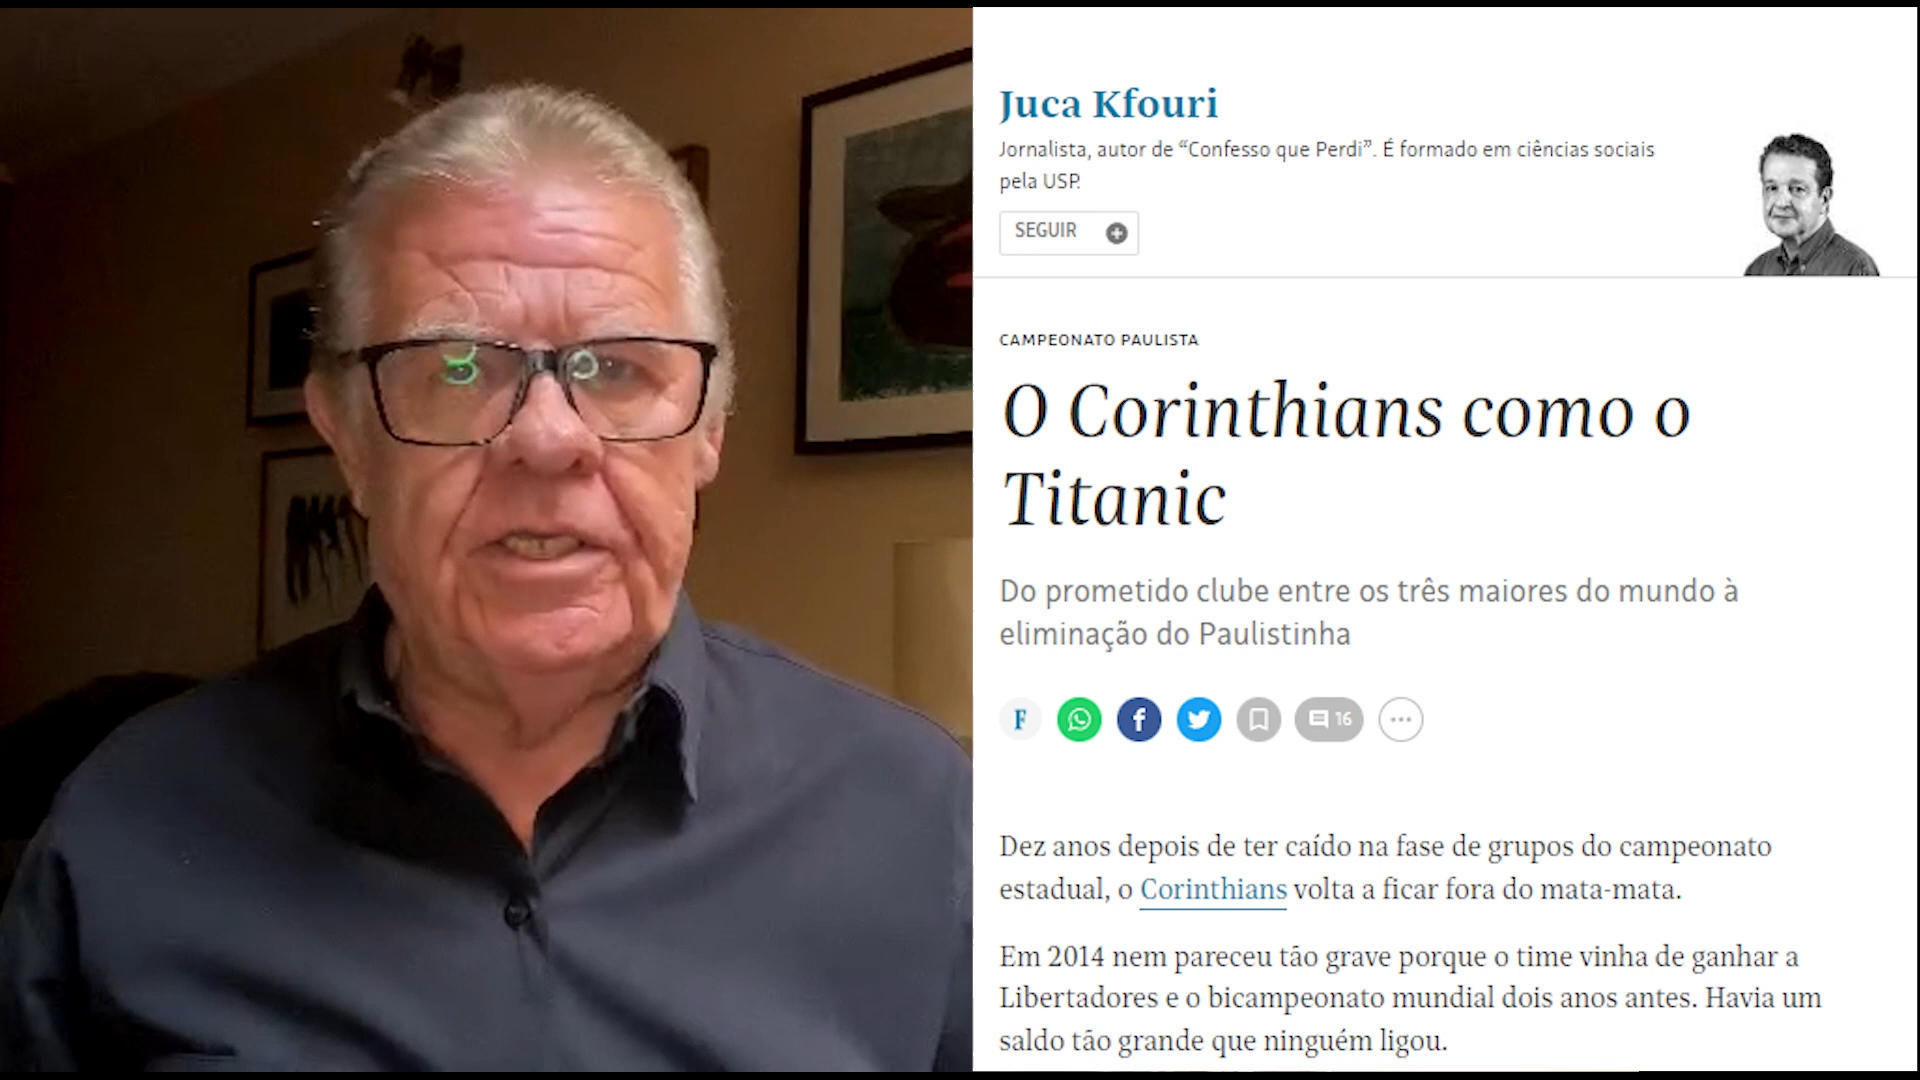 Juca Kfouri
Jornalista, autor de “Confesso que Perdi”. É formado em ciências sociais
pela USP.
SEGUIR
CAMPEONATO PAULISTA
O Corinthians como o
Titanic
Do prometido clube entre os três maiores do mundo à
eliminação do Paulistinha
F
f
16
Dez anos depois de ter caído na fase de grupos do campeonato
estadual, o Corinthians volta a ficar fora do mata-mata.
Em 2014 nem pareceu tão grave porque o time vinha de ganhar a
Libertadores e o bicampeonato mundial dois anos antes. Havia um
saldo tão grande que ninguém ligou.